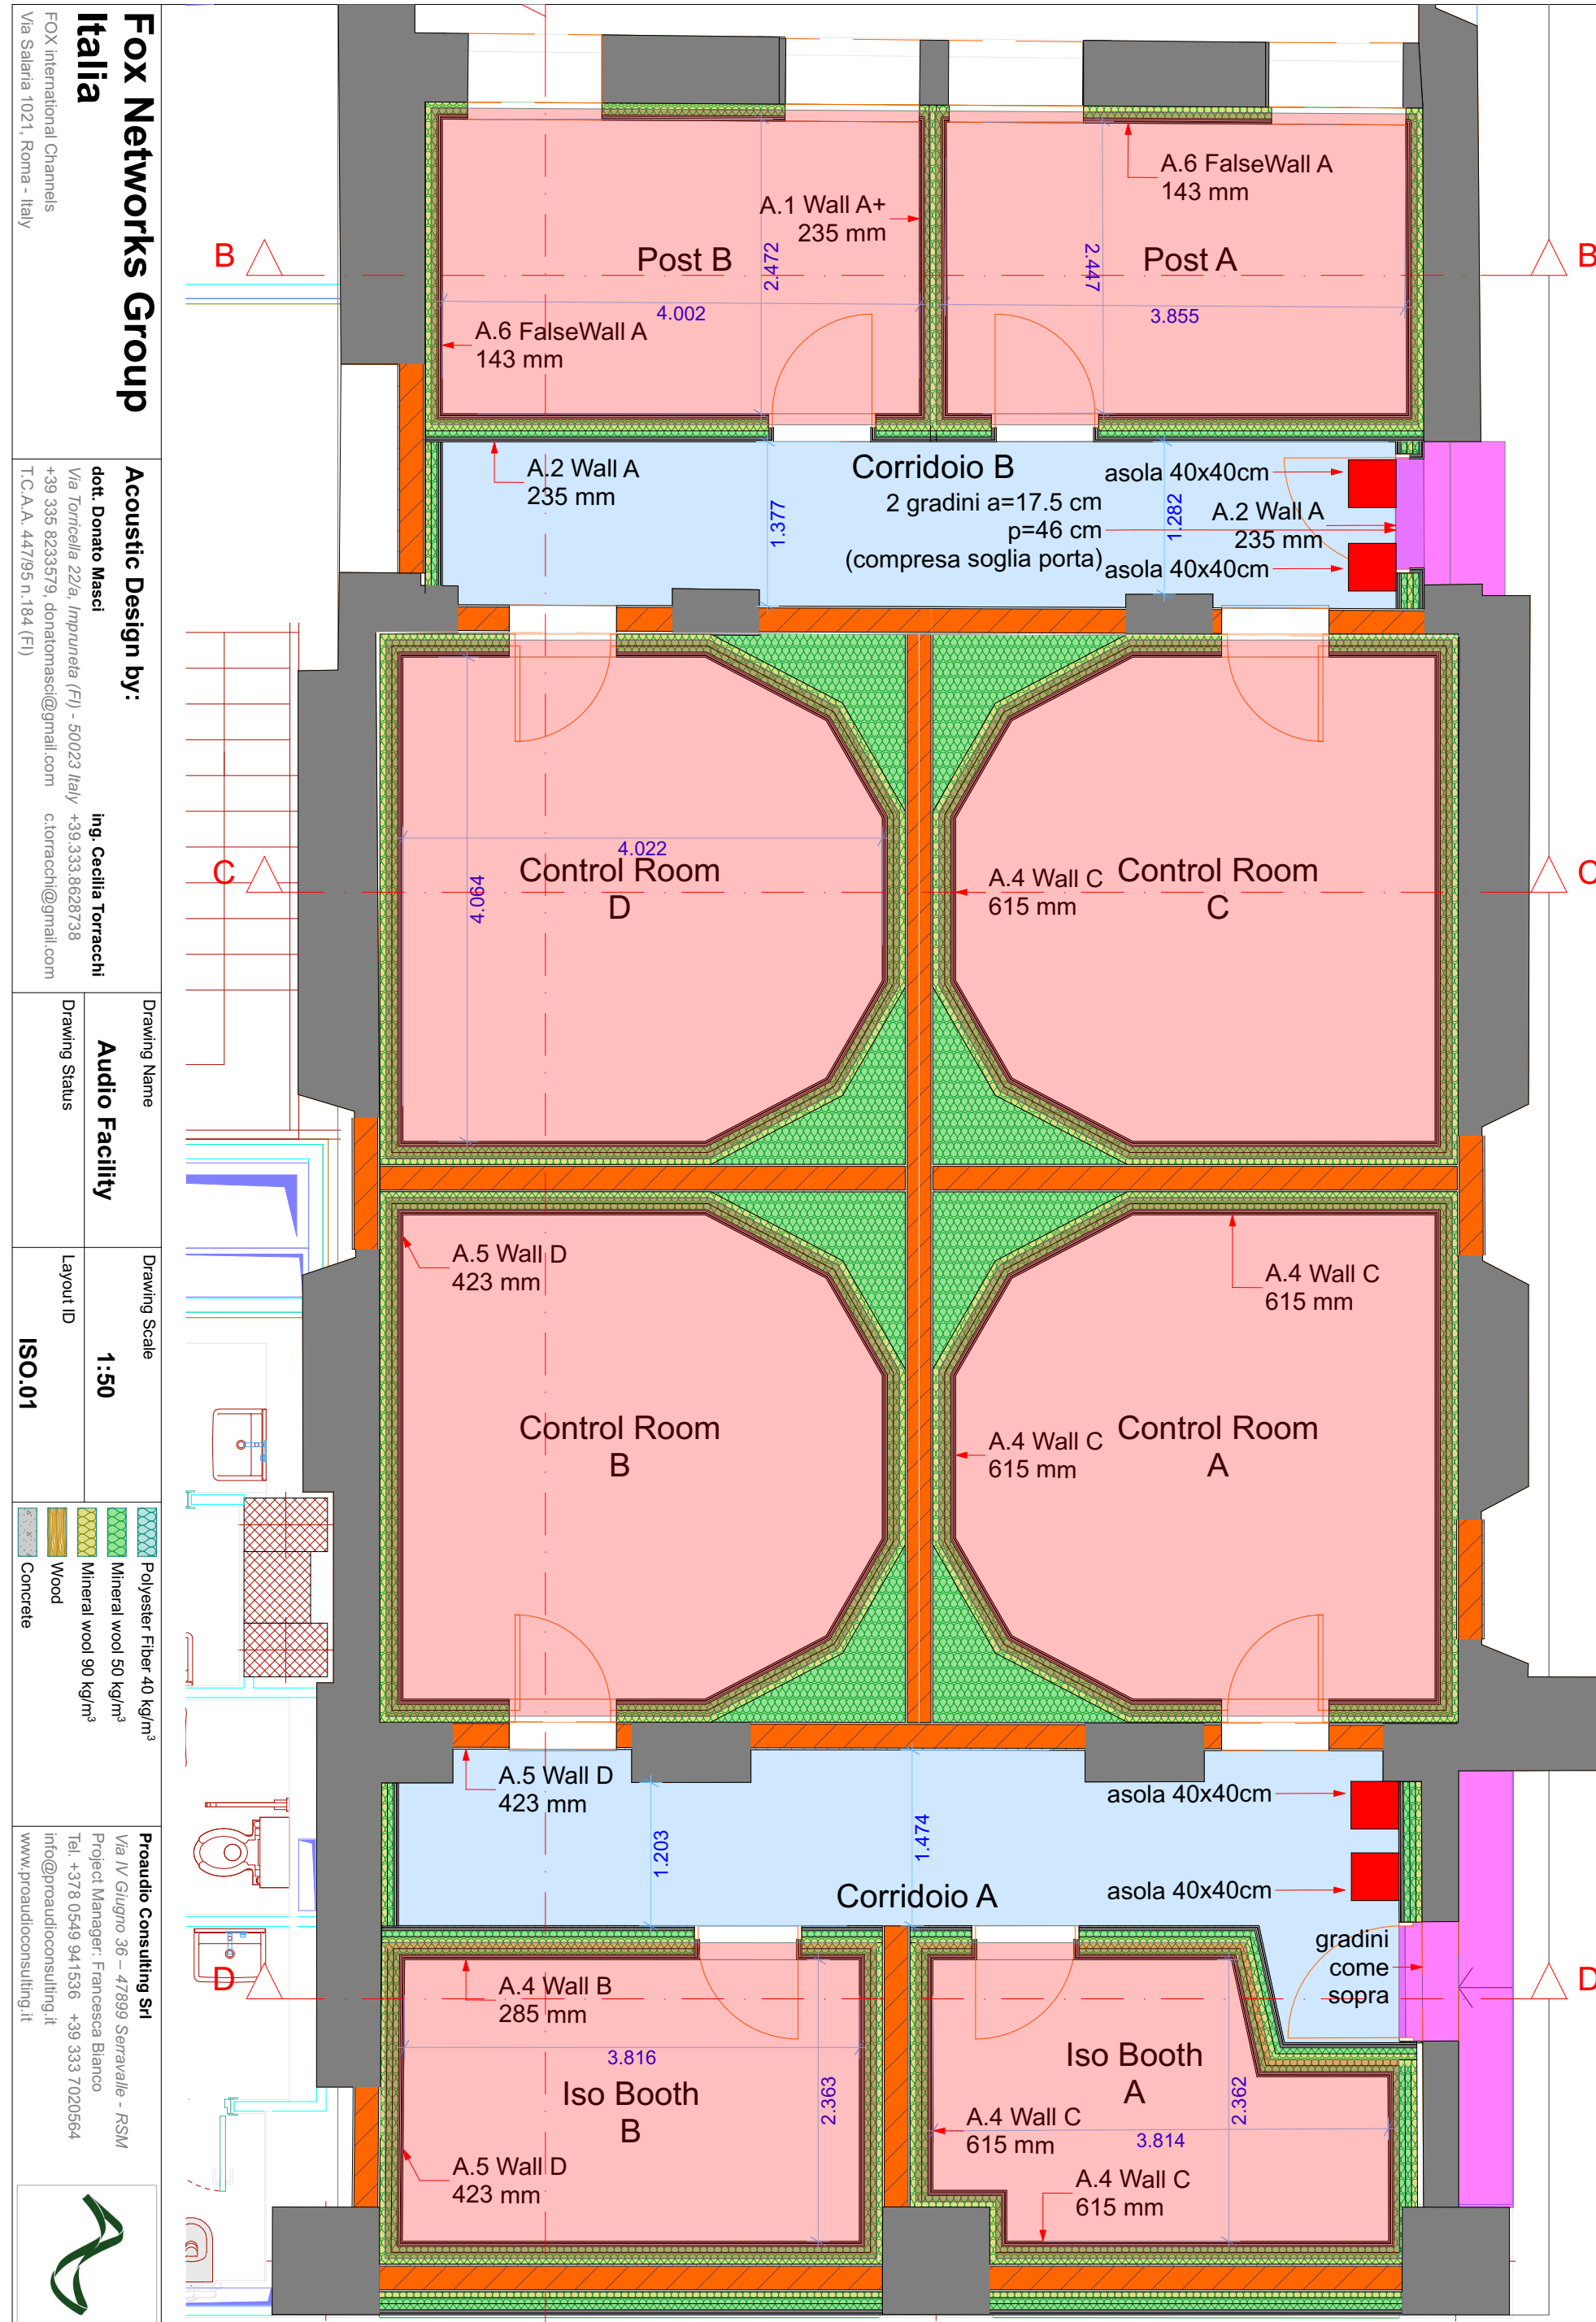 Fox Networks Group
Italia
FOX international Channels
Via Salaria 1021, Roma - Italy
Acoustic Design by:
dott. Donato Masci
ing. Cecilia Torracchi
Via Torricella 22/a, Impruneta (FI) - 50023 Italy
+39.333.8628738
+39 335 8233579, donatomasci@gmail.com
c.torracchi@gmail.com
T.C.A.A. 447/95 n.184 (FI)
Drawing Name
Audio Facility
Drawing Status
Drawing Scale
1:50
Layout ID
ISO.01
Polyester Fiber 40 kg/m³
Mineral wool 50 kg/m³
Mineral wool 90 kg/m³
Wood
Concrete
Proaudio Consulting Srl
Via IV Giugno 36 – 47899 Serravalle - RSM
Project Manager: Francesca Bianco
Tel. +378 0549 941536 +39 333 7020564
info@proaudioconsulting.it
www.proaudioconsulting.it
A.6 FalseWall A
143 mm
A.1 Wall A+
235 mm
B
Post B
2.472
2.447
Post A
B
4.002
3.855
A.6 FalseWall A
143 mm
A.2 Wall A
235 mm
Corridoio B
asola 40x40cm
2 gradini a=17.5 cm
p=46 cm
(compresa soglia porta)
1.377
1.282
A.2 Wall A
235 mm
asola 40x40cm
4.022
C
Control Room
D
4.064
A.4 Wall C
615 mm
Control Room
C
C
A.5 Wall D
423 mm
A.4 Wall C
615 mm
Control Room
B
A.4 Wall C
615 mm
Control Room
A
A.5 Wall D
423 mm
asola 40x40cm
1.203
1.474
Corridoio A
asola 40x40cm
gradini
come
sopra
D
A.4 Wall B
285 mm
D
3.816
Iso Booth
B
2.363
Iso Booth
A
2.362
A.4 Wall C
615 mm
3.814
A.5 Wall D
423 mm
A.4 Wall C
615 mm